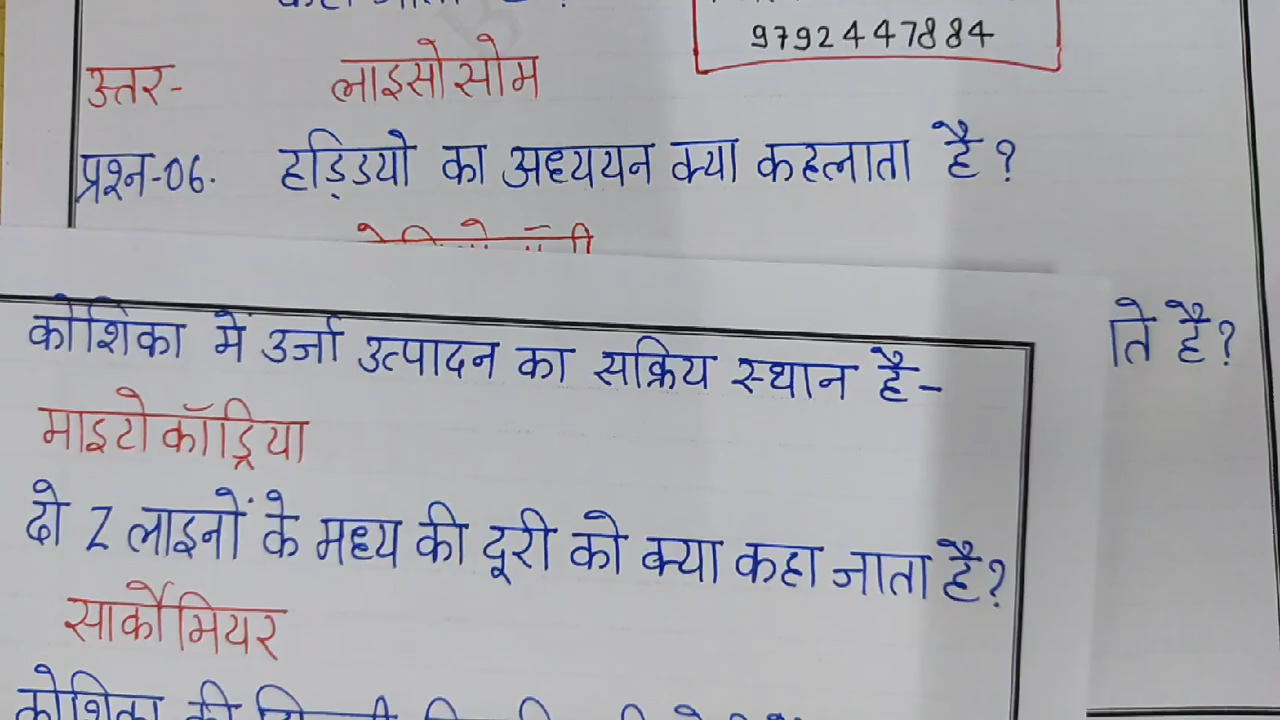 9792447884
उत्तर- लाइसोसोम
प्रश्न-06. हड्डियो का अध्ययन क्या कहलाता है?
ते है?
कोशिका में उर्जा उत्पादन का सक्रिय स्थान है-
माइटोकॉड्रिया
दो Z लाइनों के मध्य की दूरी को क्या कहा जाता है?
सार्कोमियर
कोशिका की